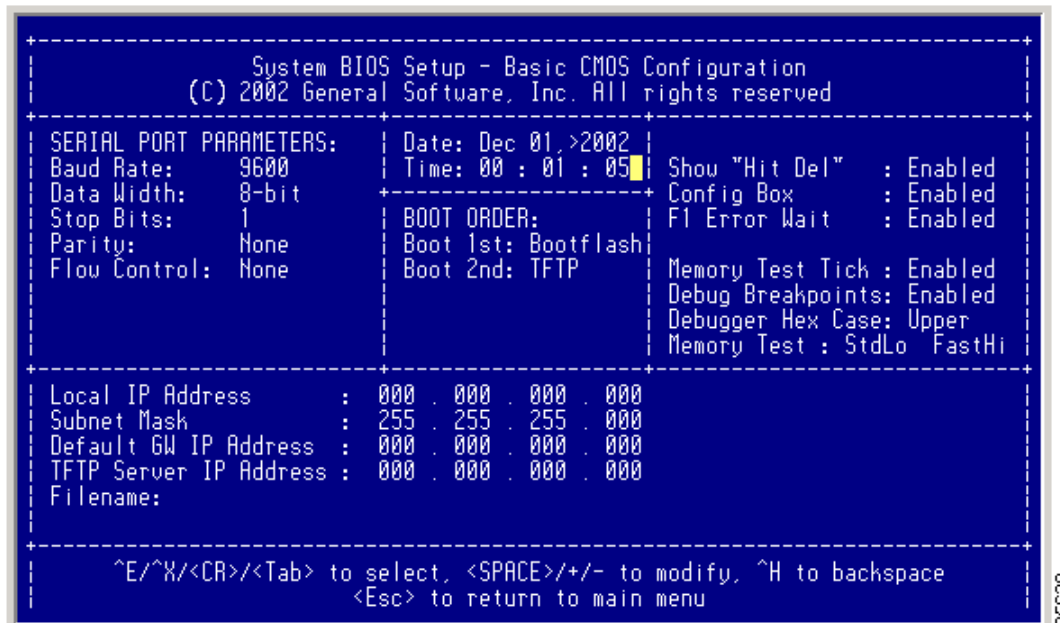 System BIOS Setup - Basic CMOS Configuration
(C) 2002 General Software, Inc. All rights reserved
SERIAL PORT PARAMETERS:
Baud Rate: 9600
Data Width: 8-bit
Stop Bits: 1
Parity: None
Flow Control: None
Date: Dec 01,>2002
Time: 00 : 01 : 05
BOOT ORDER:
Boot 1st: Bootflash
Boot 2nd: TFTP
Show "Hit Del" : Enabled
Config Box : Enabled
F1 Error Wait : Enabled
Memory Test Tick : Enabled
Debug Breakpoints: Enabled
Debugger Hex Case: Upper
Memory Test : StdLo FastHi
Local IP Address : 000 . 000 . 000 . 000
Subnet Mask : 255 . 255 . 255 . 000
Default GW IP Address : 000 . 000 . 000 . 000
TFTP Server IP Address : 000 . 000 . 000 . 000
Filename:
^E/^X/<CR>/<Tab> to select, <SPACE>/+/- to modify, ^H to backspace
<Esc> to return to main menu